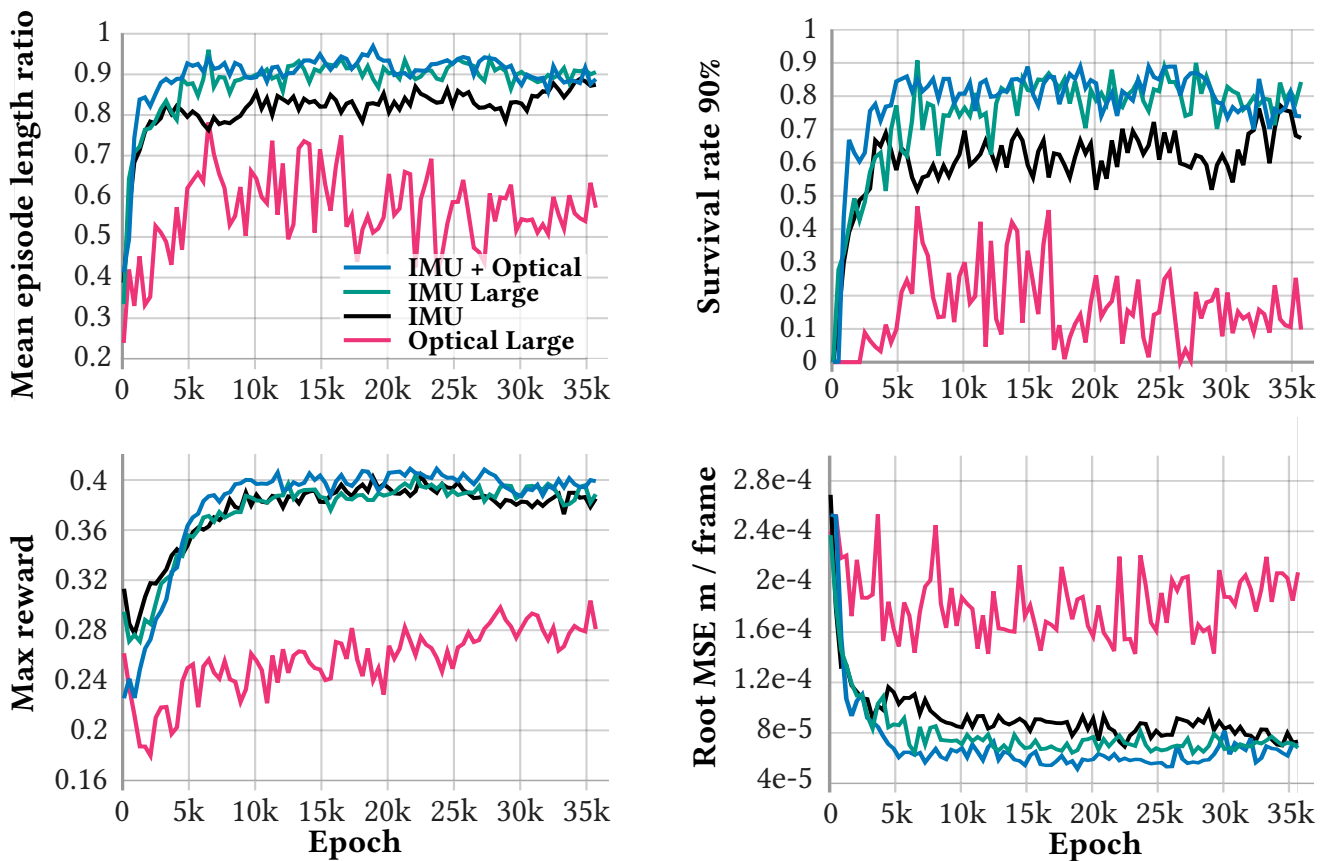 Mean episode length ratio
1
0.9
0.8
0.7
0.6
0.5
0.4
0.3
0.2
0 5k 10k 15k 20k 25k 30k 35k
IMU + Optical
IMU Large
IMU
Optical Large
Survival rate 90%
1
0.9
0.8
0.7
0.6
0.5
0.4
0.3
0.2
0.1
0
0 5k 10k 15k 20k 25k 30k 35k
Max reward
0.4
0.36
0.32
0.28
0.24
0.2
0.16
0 5k 10k 15k 20k 25k 30k 35k
Epoch
Root MSE m / frame
2.8e-4
2.4e-4
2e-4
1.6e-4
1.2e-4
8e-5
4e-5
0 5k 10k 15k 20k 25k 30k 35k
Epoch